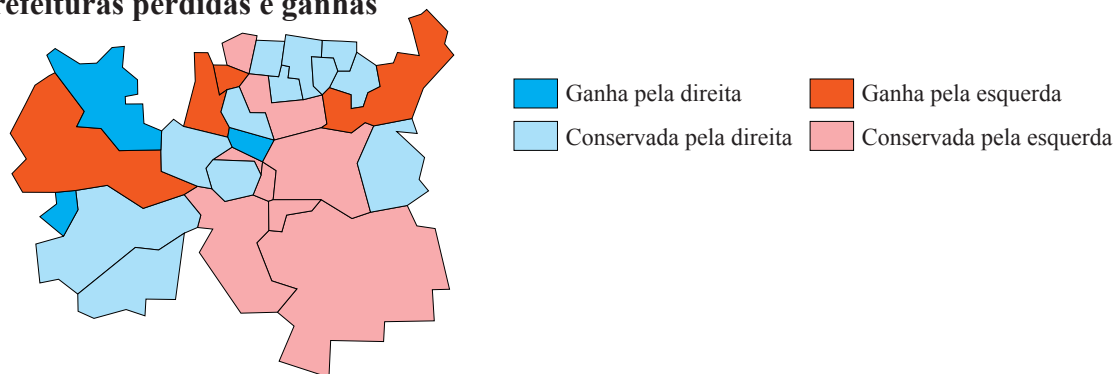 refeituras perdidas e ganhas
Ganha pela direita
Ganha pela esquerda
Conservada pela direita
Conservada pela esquerda